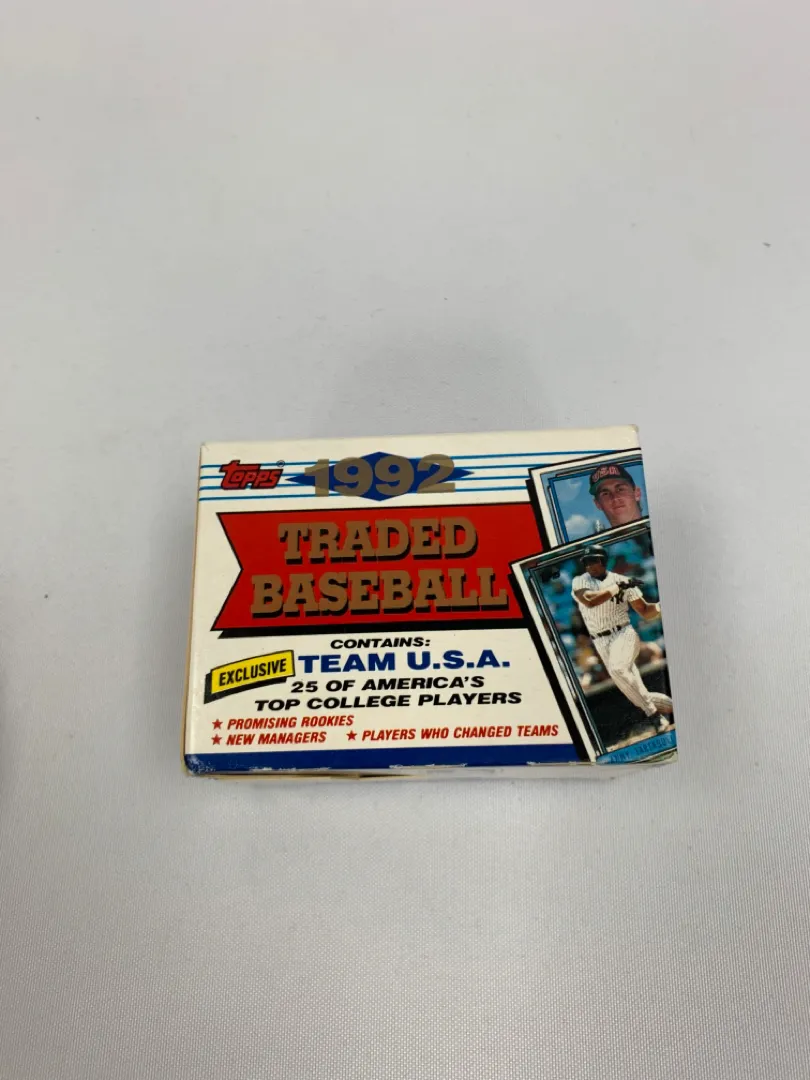 Topps® 1992
TRADED
BASEBALL
CONTAINS:
EXCLUSIVE TEAM U.S.A.
25 OF AMERICA'S
TOP COLLEGE PLAYERS
★ PROMISING ROOKIES
★ NEW MANAGERS ★ PLAYERS WHO CHANGED TEAMS